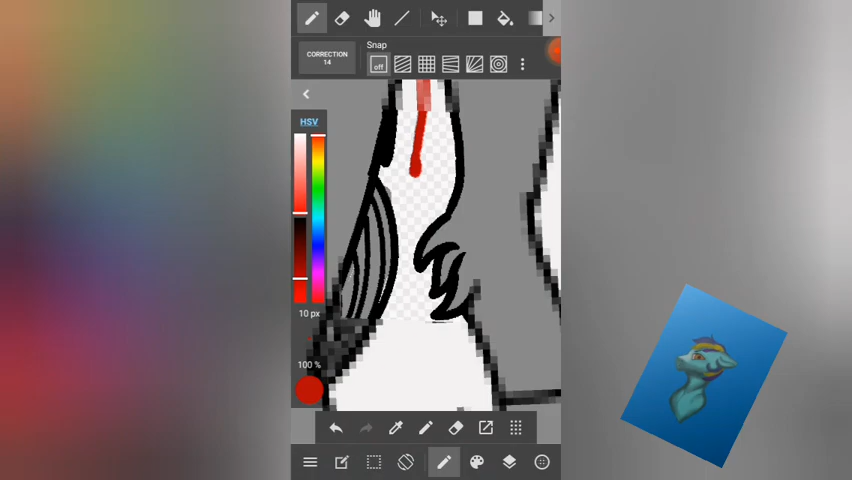 Snap
CORRECTION
14
off
HSV
10 px
100 %